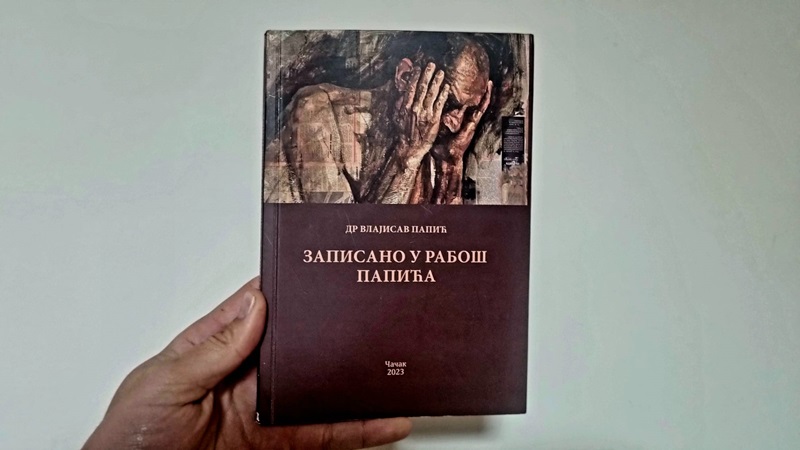 ДР ВЛАЈИСАВ ПАПИЋ
ЗАПИСАНО У РАБОШ
ПАПИЋА
Чачак
2023